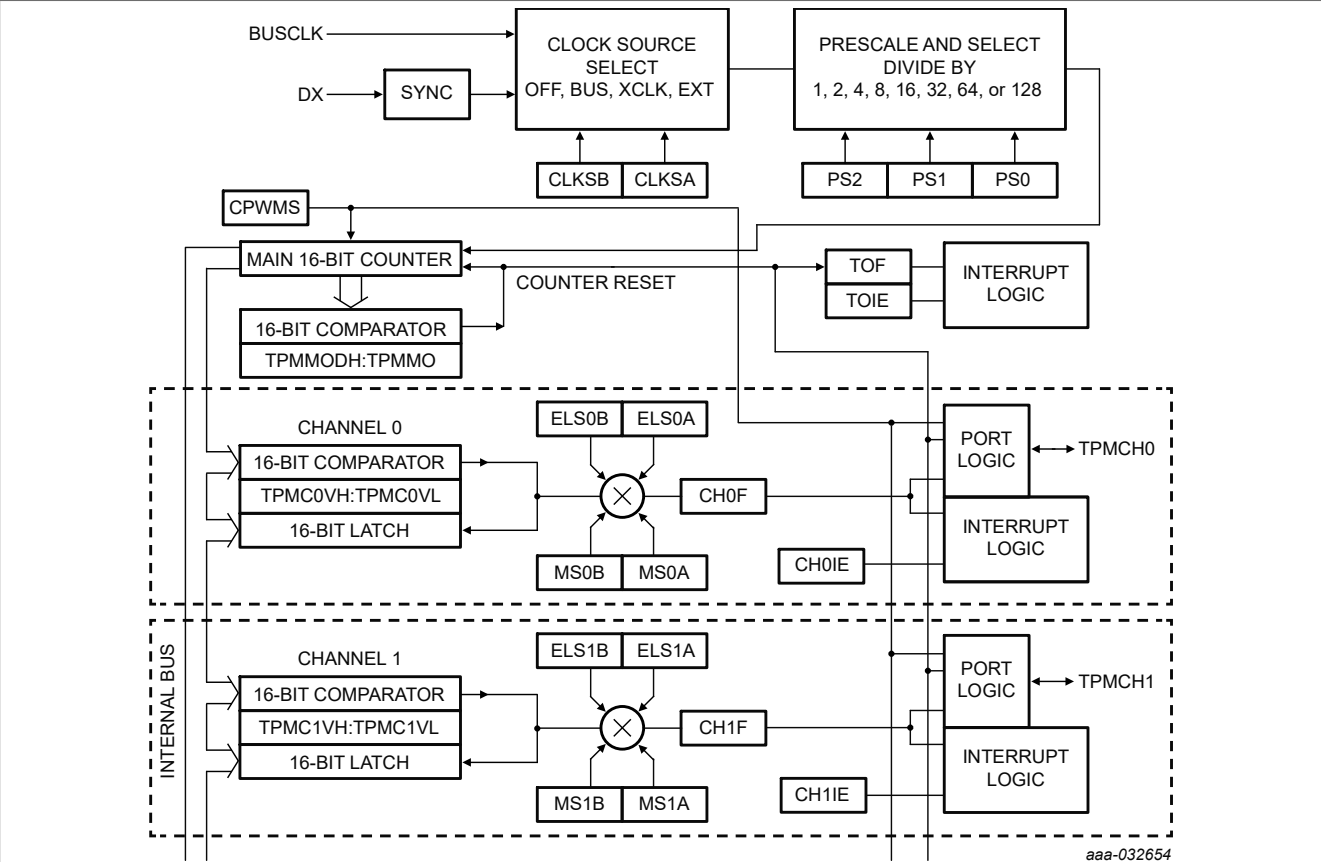 BUSCLK
DX
SYNC
CLOCK SOURCE
SELECT
OFF, BUS, XCLK, EXT
PRESCALE AND SELECT
DIVIDE BY
1, 2, 4, 8, 16, 32, 64, or 128
CLKSB
CLKSA
PS2
PS1
PS0
CPWMS
MAIN 16-BIT COUNTER
COUNTER RESET
TOF
TOIE
INTERRUPT
LOGIC
16-BIT COMPARATOR
TPMMODH:TPMMO
CHANNEL 0
16-BIT COMPARATOR
TPMC0VH:TPMC0VL
16-BIT LATCH
ELS0B
ELS0A
MS0B
MS0A
CH0F
CH0IE
PORT
LOGIC
TPMCH0
INTERRUPT
LOGIC
INTERNAL BUS
CHANNEL 1
16-BIT COMPARATOR
TPMC1VH:TPMC1VL
16-BIT LATCH
ELS1B
ELS1A
MS1B
MS1A
CH1F
CH1IE
PORT
LOGIC
TPMCH1
INTERRUPT
LOGIC
aaa-032654